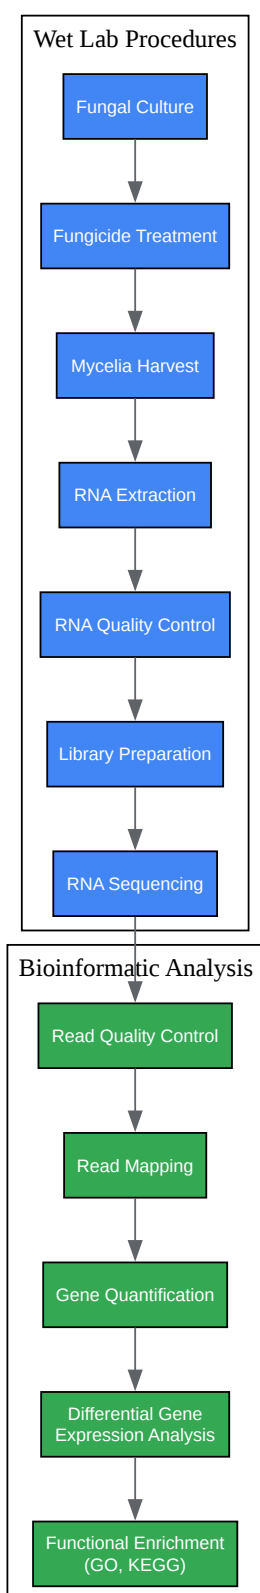 Wet Lab Procedures
Fungal Culture
Fungicide Treatment
Mycelia Harvest
RNA Extraction
RNA Quality Control
Library Preparation
RNA Sequencing
Bioinformatic Analysis
Read Quality Control
Read Mapping
Gene Quantification
Differential Gene
Expression Analysis
Functional Enrichment
(GO, KEGG)